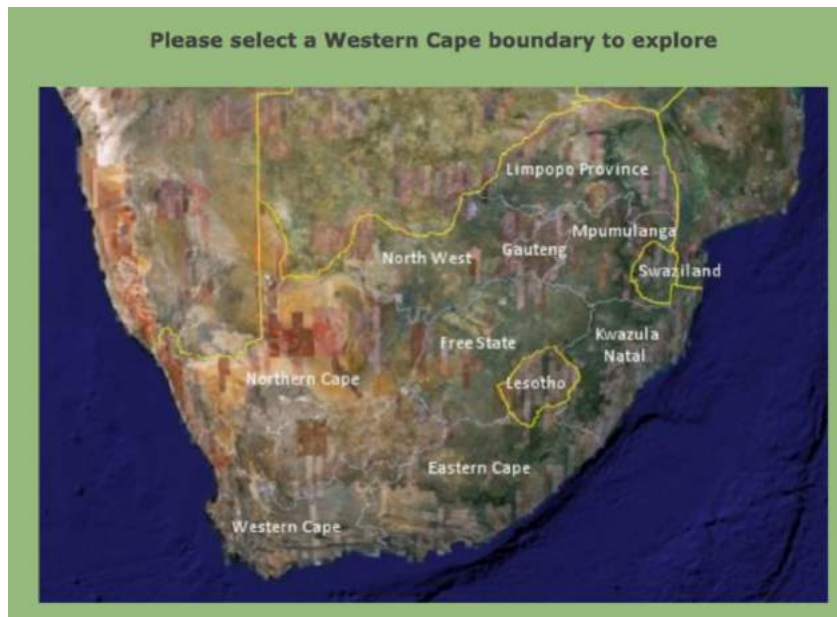 Please select a Western Cape boundary to explore
Limpopo Province
Mpumulanga
Gauteng
North West
Swaziland
Free State
Kwazula
Natal
Northern Cape
Lesotho
Eastern Cape
Western Cape